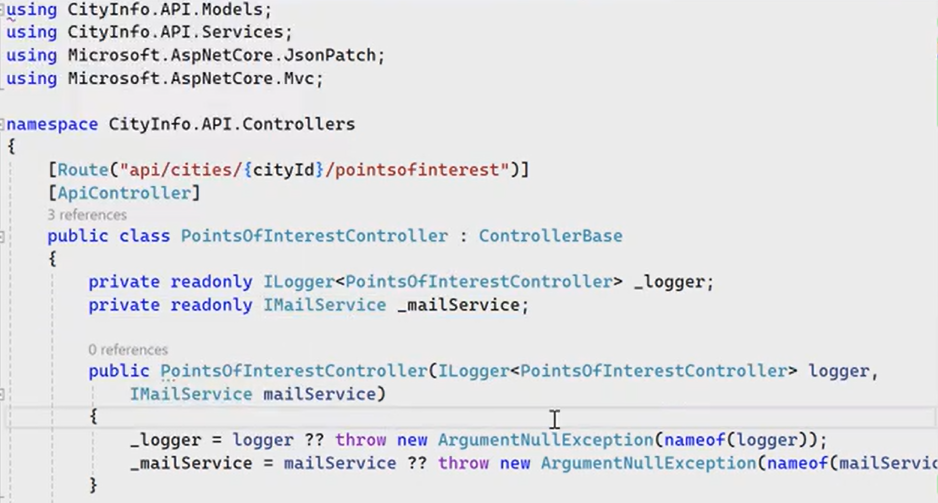 using CityInfo.API.Models;
using CityInfo.API.Services;
using Microsoft.AspNetCore.JsonPatch;
using Microsoft.AspNetCore.Mvc;
namespace CityInfo.API.Controllers
{
[Route("api/cities/{cityId}/pointsofinterest")]
[ApiController]
3 references
public class PointsOfInterestController : ControllerBase
{
private readonly ILogger<PointsOfInterestController> _logger;
private readonly IMailService _mailService;
0 references
public PointsOfInterestController(ILogger<PointsOfInterestController> logger,
IMailService mailService)
{
_logger = logger ?? throw new ArgumentNullException(nameof(logger));
_mailService = mailService ?? throw new ArgumentNullException(nameof(mailServic
}